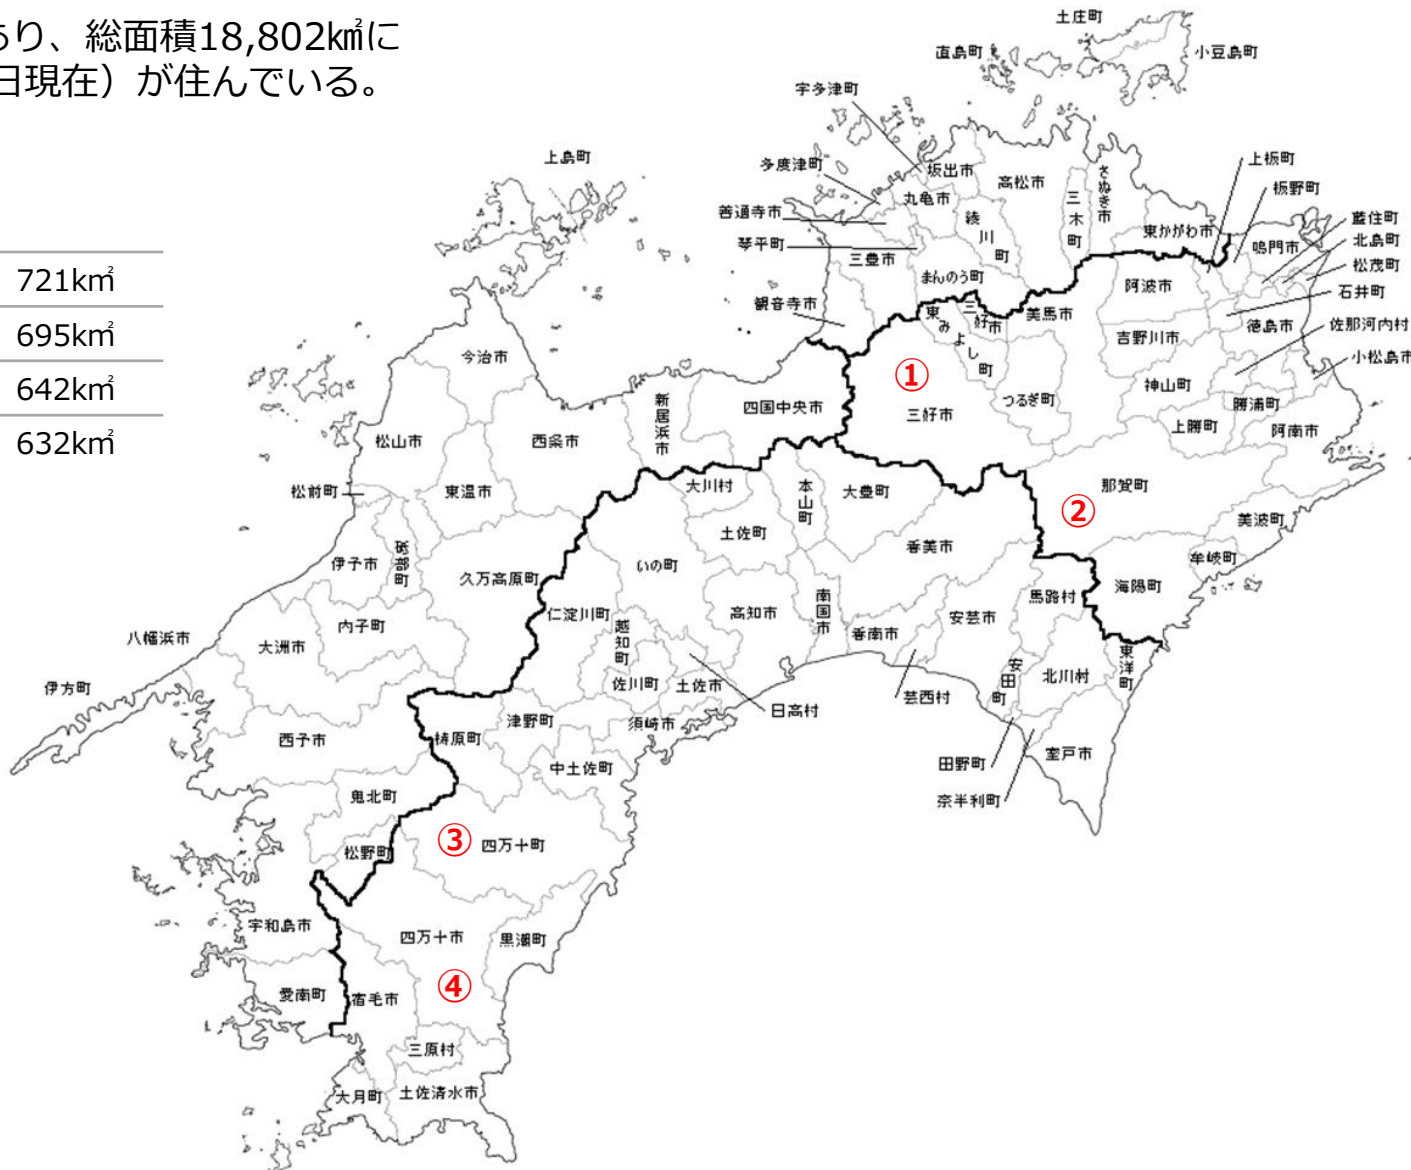 あり、総面積18,802k㎡に
日現在）が住んでいる。
721k㎡
695k㎡
642k㎡
632k㎡
土庄町
直島町
小豆島町
宇多津町
上島町
多度津町
坂出市
高松市
さぬき市
上板町
板野町
善通寺市
丸亀市
綾川町
三木町
藍住町
琴平町
東かがわ市
鳴門市
北島町
三豊市
松茂町
まんのう町
阿波市
石井町
観音寺市
東みよし町
三好市
美馬市
吉野川市
徳島市
佐那河内村
小松島市
今治市
①
神山町
新居浜市
四国中央市
三好市
つるぎ町
勝浦町
上勝町
阿南市
松山市
西条市
松前町
東温市
大川村
本山町
大豊町
那賀町
②
美波町
土佐町
香美市
牟岐町
伊予市
砥部町
久万高原町
いの町
海陽町
馬路村
仁淀川町
高知市
南国市
安芸市
内子町
八幡浜市
大洲市
越知町
香南市
伊方町
佐川町
土佐市
安田町
北川村
東洋町
日高村
芸西村
津野町
須崎市
西予市
梼原町
中土佐町
田野町
室戸市
鬼北町
奈半利町
③
四万十町
松野町
宇和島市
四万十市
黒潮町
④
愛南町
宿毛市
三原村
大月町
土佐清水市